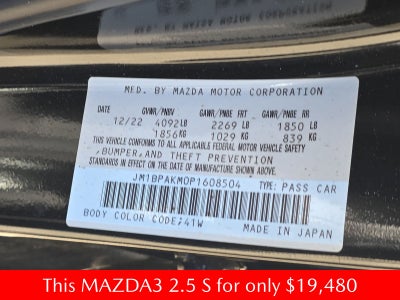 MFD. BY MAZDA MOTOR CORPORATION
GVWR/PNBV GAWR/PNBE FRT GAWR/PNBE RR
12/22 4092LB 2269 LB 1850 LB
1856KG 1029 KG 839 KG
THIS VEHICLE CONFORMS TO ALL
APPLICABLE FEDERAL MOTOR VEHICLE SAFETY
BUMPER, AND THEFT PREVENTION
STANDARDS IN EFFECT ON THE DATE OF MANUFACTURE SHOWN ABOVE.
JM1BPAKM0P1608504 TYPE: PASS CAR
BODY COLOR CODE;41W MADE IN JAPAN
This MAZDA3 2.5 S for only $19,480